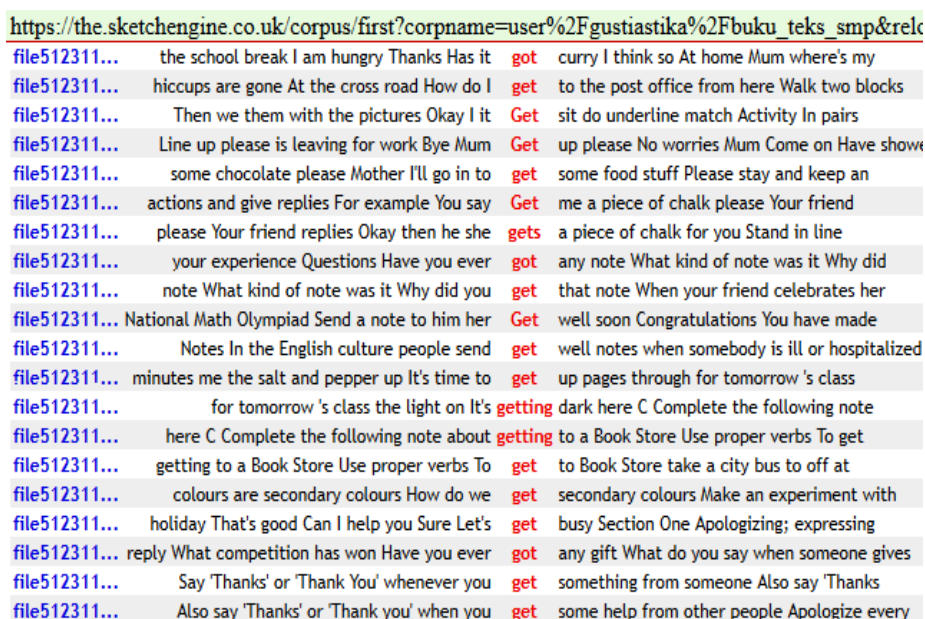 https://the.sketchengine.co.uk/corpus/first?corpname=user%2Fgustiastika%2Fbuku_teks_smp&relo
file512311... the school break I am hungry Thanks Has it got curry I think so At home Mum where's my
file512311... hiccups are gone At the cross road How do I get to the post office from here Walk two blocks
file512311... Then we them with the pictures Okay I it Get sit do underline match Activity In pairs
file512311... Line up please is leaving for work Bye Mum Get up please No worries Mum Come on Have showe
file512311... some chocolate please Mother I'll go in to get some food stuff Please stay and keep an
file512311... actions and give replies For example You say Get me a piece of chalk please Your friend
file512311... please Your friend replies Okay then he she gets a piece of chalk for you Stand in line
file512311... your experience Questions Have you ever got any note What kind of note was it Why did
file512311... note What kind of note was it Why did you get that note When your friend celebrates her
file512311... National Math Olympiad Send a note to him her Get well soon Congratulations You have made
file512311... Notes In the English culture people send get well notes when somebody is ill or hospitalized
file512311... minutes me the salt and pepper up It's time to get up pages through for tomorrow 's class
file512311... for tomorrow 's class the light on It's getting dark here C Complete the following note
file512311... here C Complete the following note about getting to a Book Store Use proper verbs To get
file512311... getting to a Book Store Use proper verbs To get to Book Store take a city bus to off at
file512311... colours are secondary colours How do we get secondary colours Make an experiment with
file512311... holiday That's good Can I help you Sure Let's get busy Section One Apologizing; expressing
file512311... reply What competition has won Have you ever got any gift What do you say when someone gives
file512311... Say 'Thanks' or 'Thank You' whenever you get something from someone Also say 'Thanks
file512311... Also say 'Thanks' or 'Thank you' when you get some help from other people Apologize every